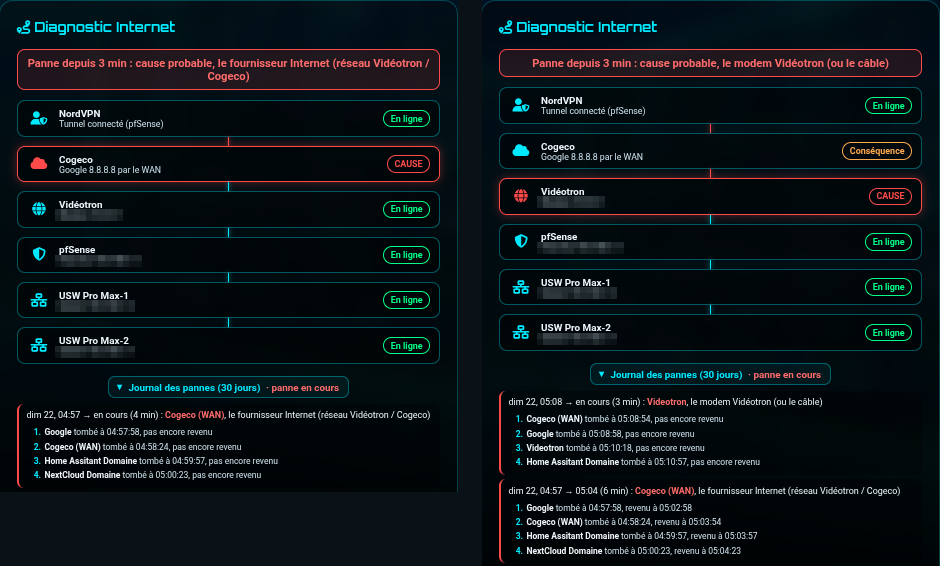 Diagnostic Internet
Panne depuis 3 min : cause probable, le fournisseur Internet (réseau Vidéotron /
Cogeco)
NordVPN
Tunnel connecté (pfSense)
En ligne
Cogeco
Google 8.8.8.8 par le WAN
CAUSE
Vidéotron
En ligne
pfSense
En ligne
USW Pro Max-1
En ligne
USW Pro Max-2
En ligne
▼ Journal des pannes (30 jours) · panne en cours
dim 22, 04:57 → en cours (4 min) : Cogeco (WAN), le fournisseur Internet (réseau Vidéotron / Cogeco)
1. Google tombé à 04:57:58, pas encore revenu
2. Cogeco (WAN) tombé à 04:58:24, pas encore revenu
3. Home Assitant Domaine tombé à 04:59:57, pas encore revenu
4. NextCloud Domaine tombé à 05:00:23, pas encore revenu
Diagnostic Internet
Panne depuis 3 min : cause probable, le modem Vidéotron (ou le câble)
NordVPN
Tunnel connecté (pfSense)
En ligne
Cogeco
Google 8.8.8.8 par le WAN
Conséquence
Vidéotron
CAUSE
pfSense
En ligne
USW Pro Max-1
En ligne
USW Pro Max-2
En ligne
▼ Journal des pannes (30 jours) · panne en cours
dim 22, 05:08 → en cours (3 min) : Videotron, le modem Vidéotron (ou le câble)
1. Cogeco (WAN) tombé à 05:08:54, pas encore revenu
2. Google tombé à 05:08:58, pas encore revenu
3. Videotron tombé à 05:10:18, pas encore revenu
4. Home Assitant Domaine tombé à 05:10:57, pas encore revenu
dim 22, 04:57 → 05:04 (6 min) : Cogeco (WAN), le fournisseur Internet (réseau Vidéotron / Cogeco)
1. Google tombé à 04:57:58, revenu à 05:02:58
2. Cogeco (WAN) tombé à 04:58:24, revenu à 05:03:54
3. Home Assitant Domaine tombé à 04:59:57, revenu à 05:03:57
4. NextCloud Domaine tombé à 05:00:23, revenu à 05:04:23